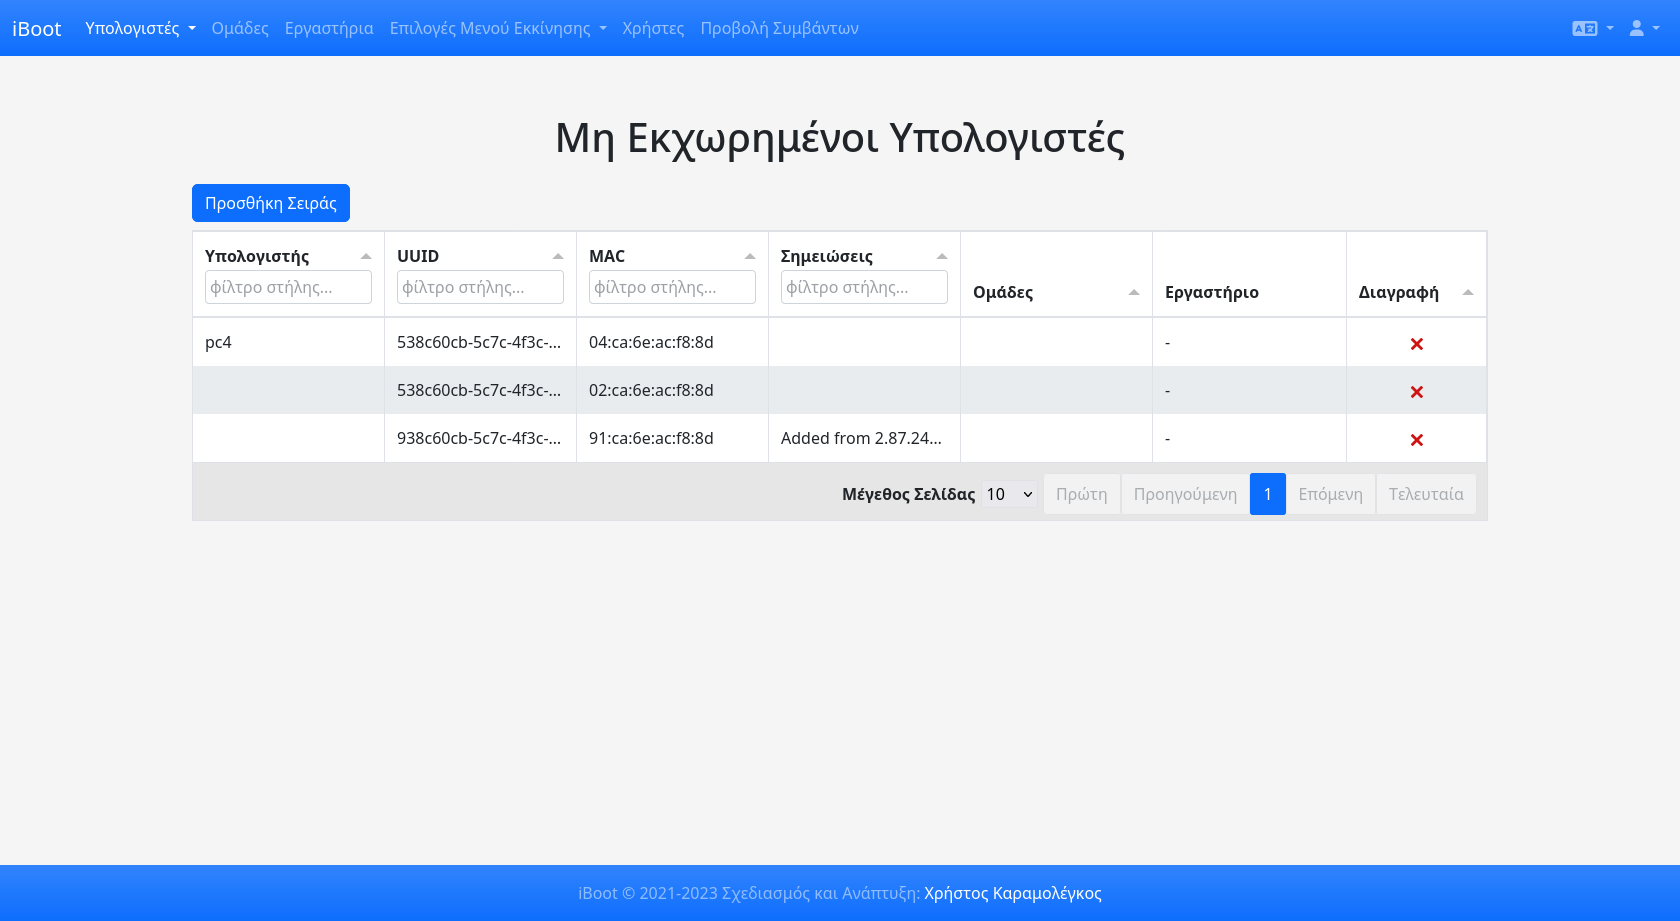 iBoot Υπολογιστές Ομάδες Εργαστήρια Επιλογές Μενού Εκκίνησης Χρήστες Προβολή Συμβάντων
Μη Εκχωρημένοι Υπολογιστές
Προσθήκη Σειράς
Υπολογιστής UUID MAC Σημειώσεις
φίλτρο στήλης... φίλτρο στήλης... φίλτρο στήλης... φίλτρο στήλης...
Ομάδες Εργαστήριο Διαγραφή
pc4 538c60cb-5c7c-4f3c-... 04:ca:6e:ac:f8:8d -
538c60cb-5c7c-4f3c-... 02:ca:6e:ac:f8:8d -
938c60cb-5c7c-4f3c-... 91:ca:6e:ac:f8:8d Added from 2.87.24... -
Μέγεθος Σελίδας 10 Πρώτη Προηγούμενη 1 Επόμενη Τελευταία
iBoot © 2021-2023 Σχεδιασμός και Ανάπτυξη: Χρήστος Καραμολέγκος